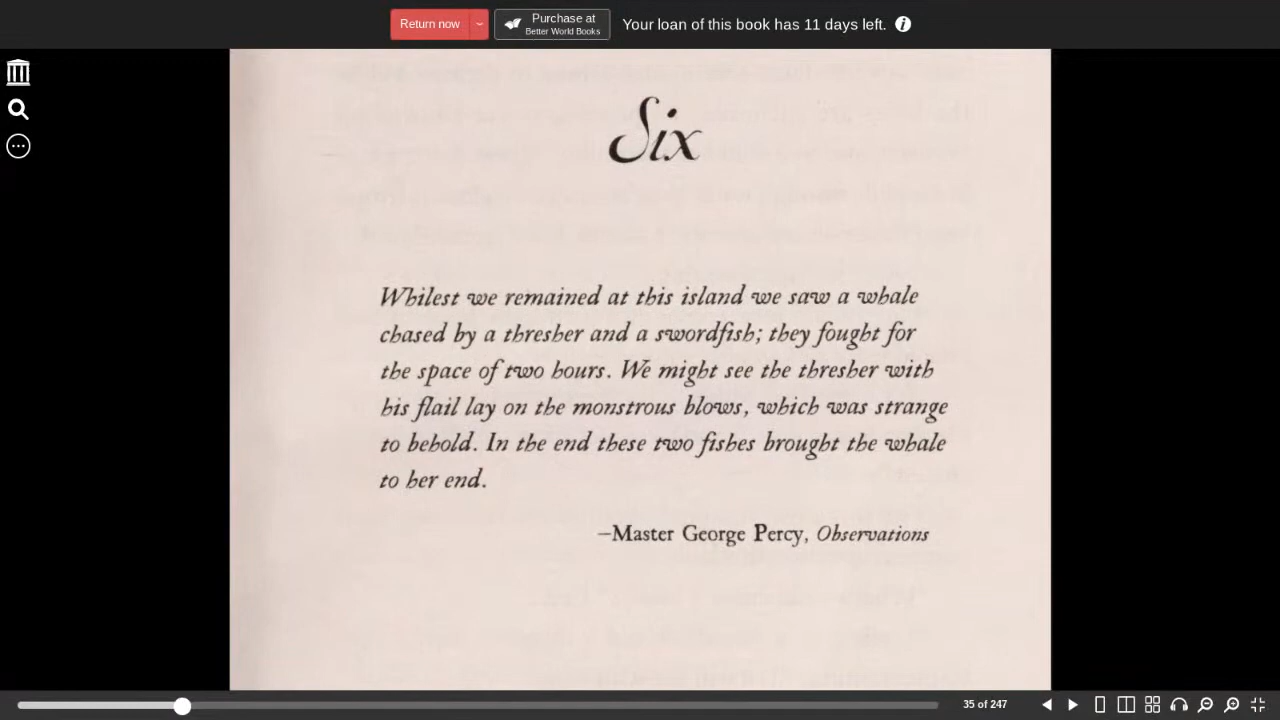 Return now
Purchase at
Better World Books
Your loan of this book has 11 days left.
Six
Whilest we remained at this island we saw a whale
chased by a thresher and a swordfish; they fought for
the space of two hours. We might see the thresher with
his flail lay on the monstrous blows, which was strange
to behold. In the end these two fishes brought the whale
to her end.
–Master George Percy, Observations
35 of 247